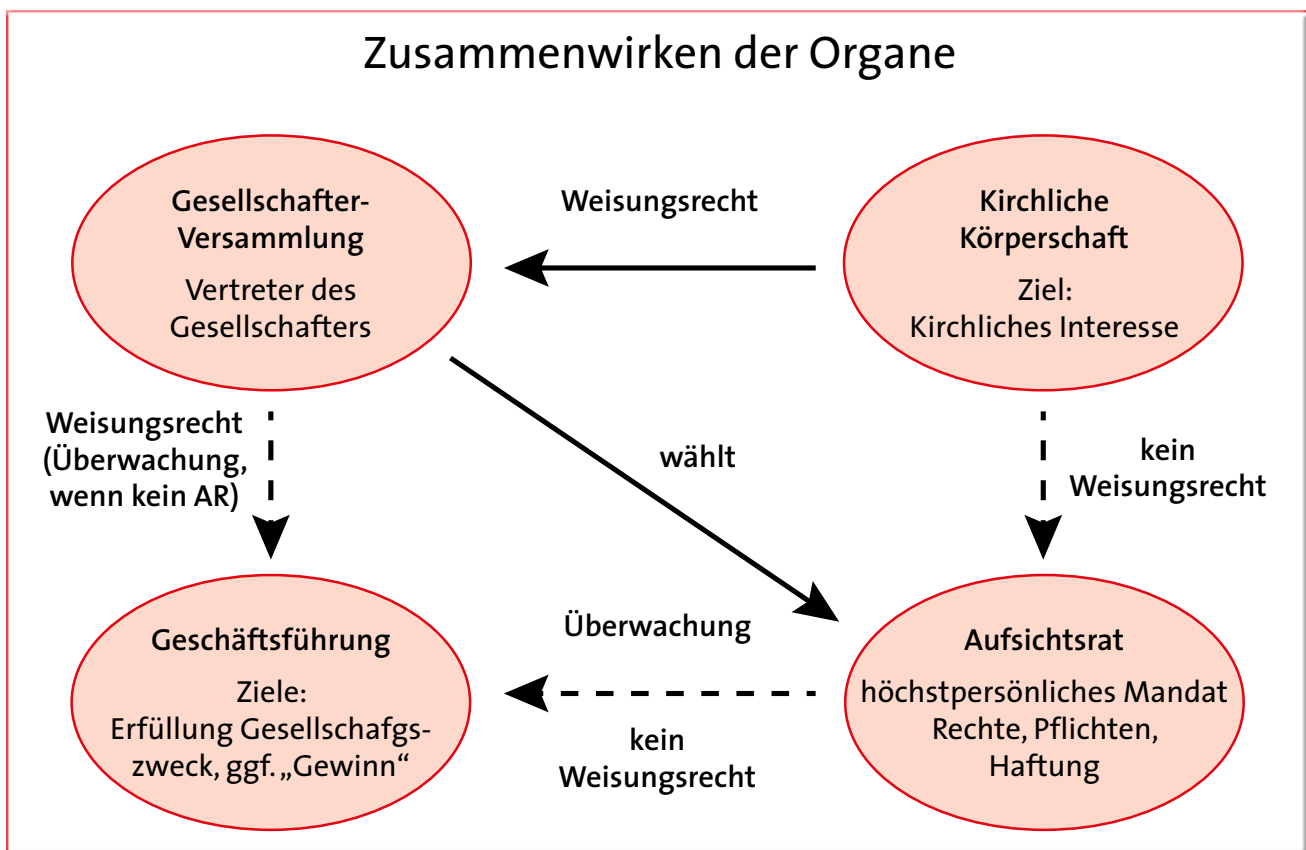 Zusammenwirken der Organe
Gesellschafter-
Versammlung
Vertreter des
Gesellschafters
Weisungsrecht
Kirchliche
Körperschaft
Ziel:
Kirchliches Interesse
Weisungsrecht
(Überwachung,
wenn kein AR)
wählt
kein
Weisungsrecht
Geschäftsführung
Ziele:
Erfüllung Gesellschafgs-
zweck, ggf. „Gewinn“
Überwachung
kein
Weisungsrecht
Aufsichtsrat
höchstpersönliches Mandat
Rechte, Pflichten,
Haftung